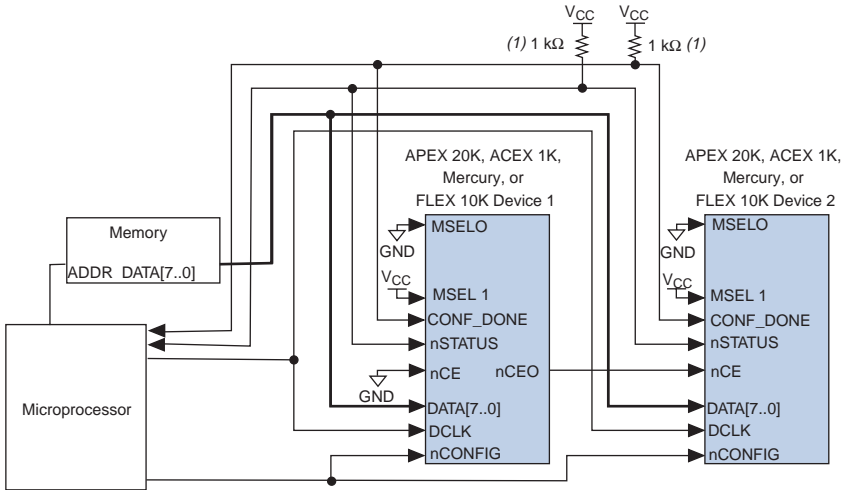 VCC VCC
(1) 1 kΩ 1 kΩ (1)
APEX 20K, ACEX 1K,
Mercury, or
FLEX 10K Device 1
APEX 20K, ACEX 1K,
Mercury, or
FLEX 10K Device 2
Memory
ADDR DATA[7..0]
Microprocessor
MSELO
GND
VCC
MSEL 1
CONF_DONE
nSTATUS
nCE nCEO
GND
DATA[7..0]
DCLK
nCONFIG
MSELO
GND
VCC
MSEL 1
CONF_DONE
nSTATUS
nCE
DATA[7..0]
DCLK
nCONFIG